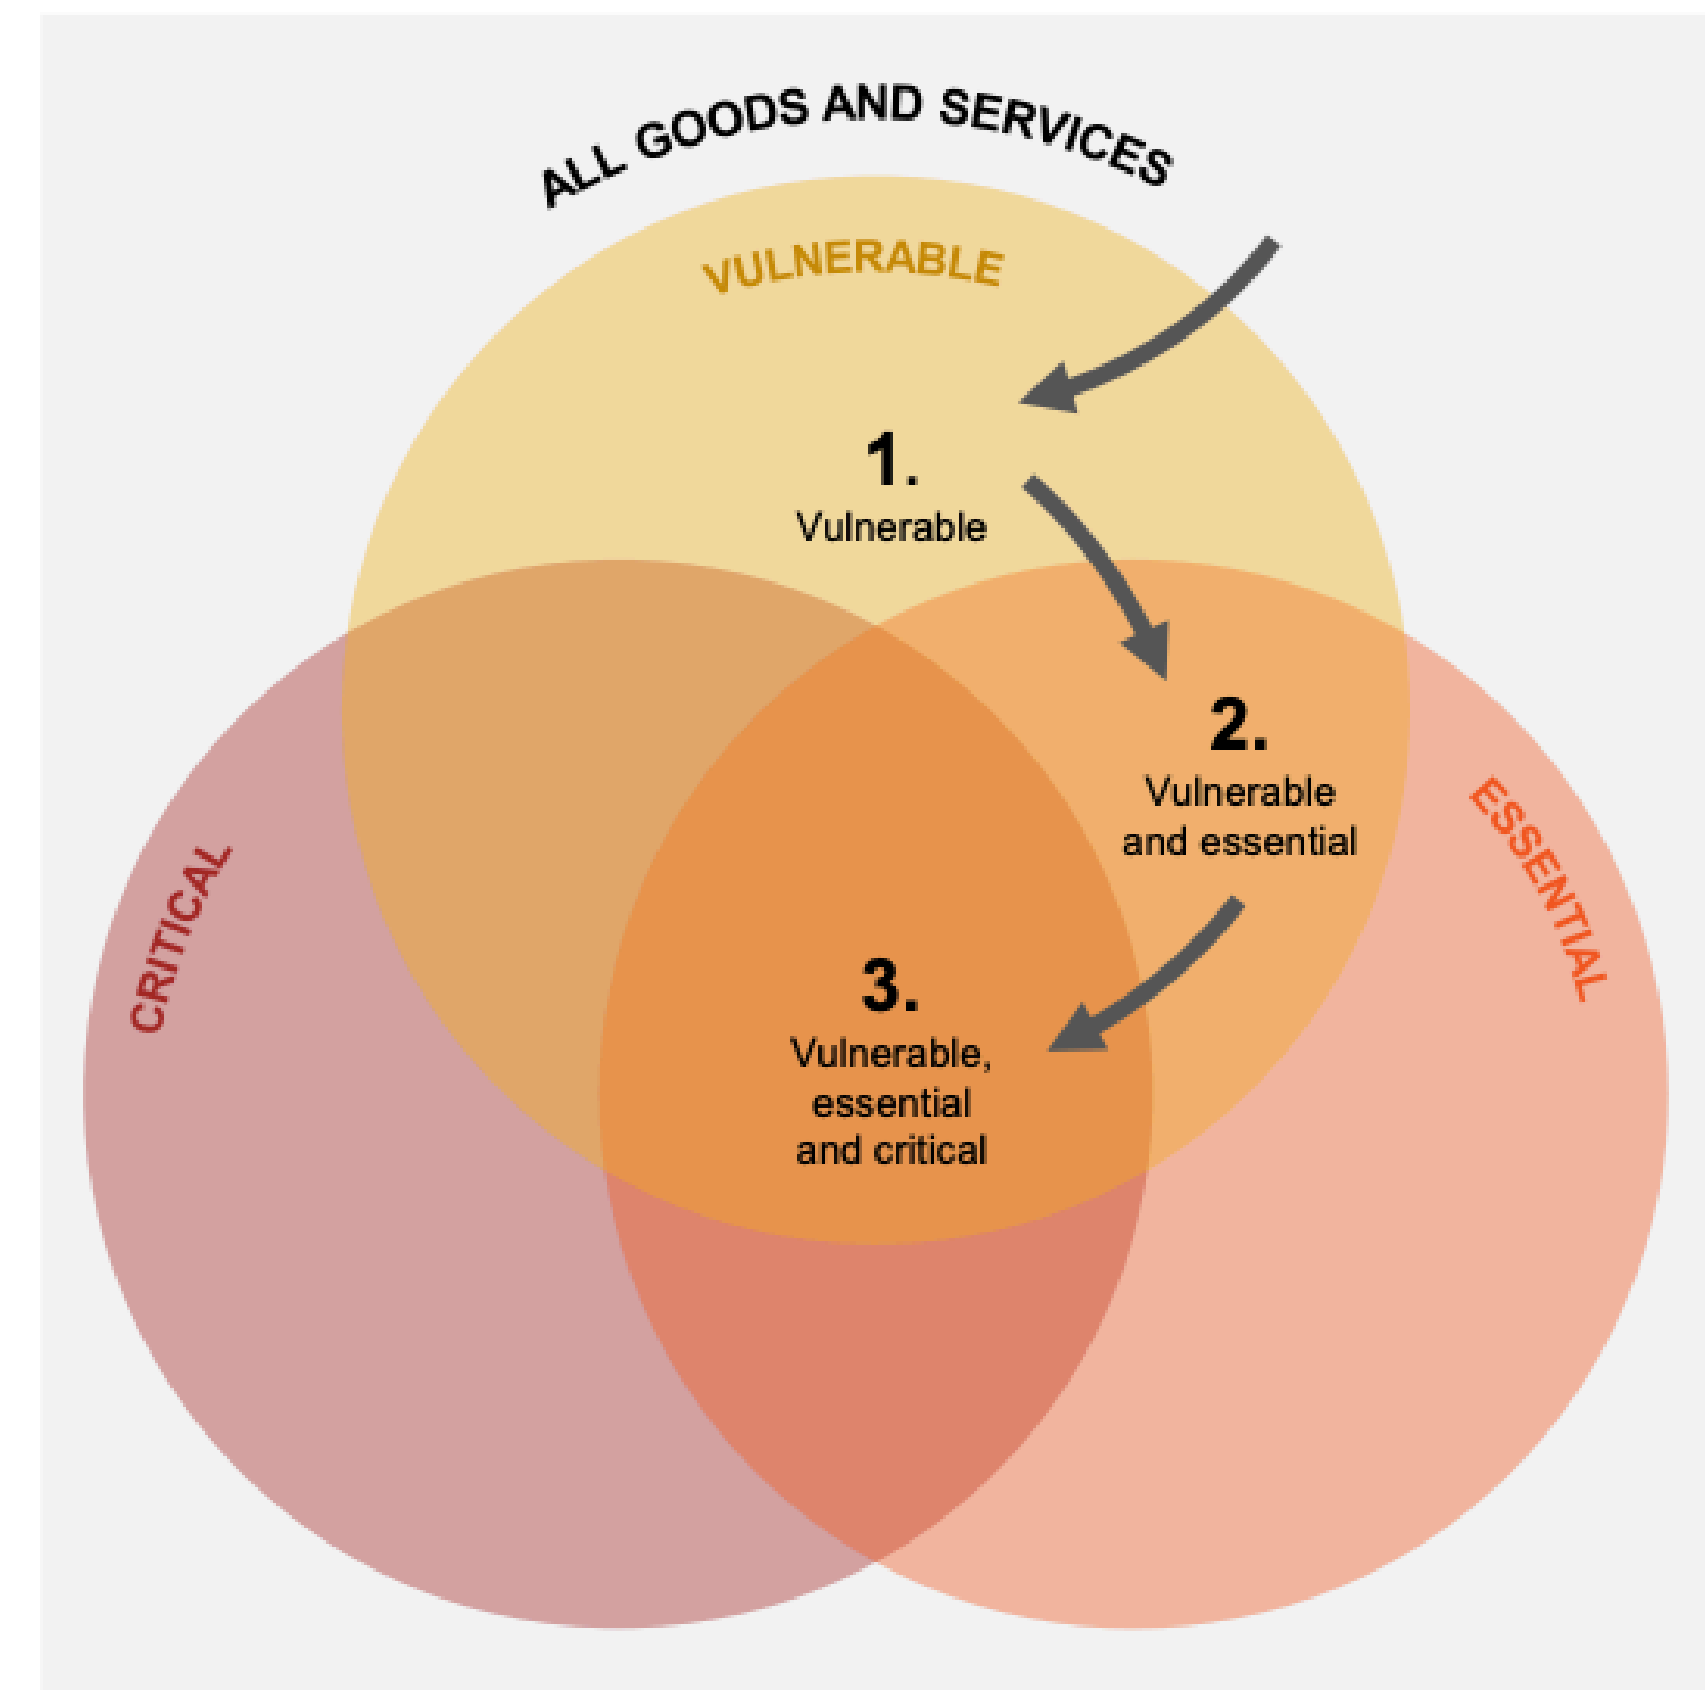 ALL GOODS AND SERVICES
VULNERABLE
1.
Vulnerable
2.
Vulnerable
and essential
ESSENTIAL
CRITICAL
3.
Vulnerable,
essential
and critical